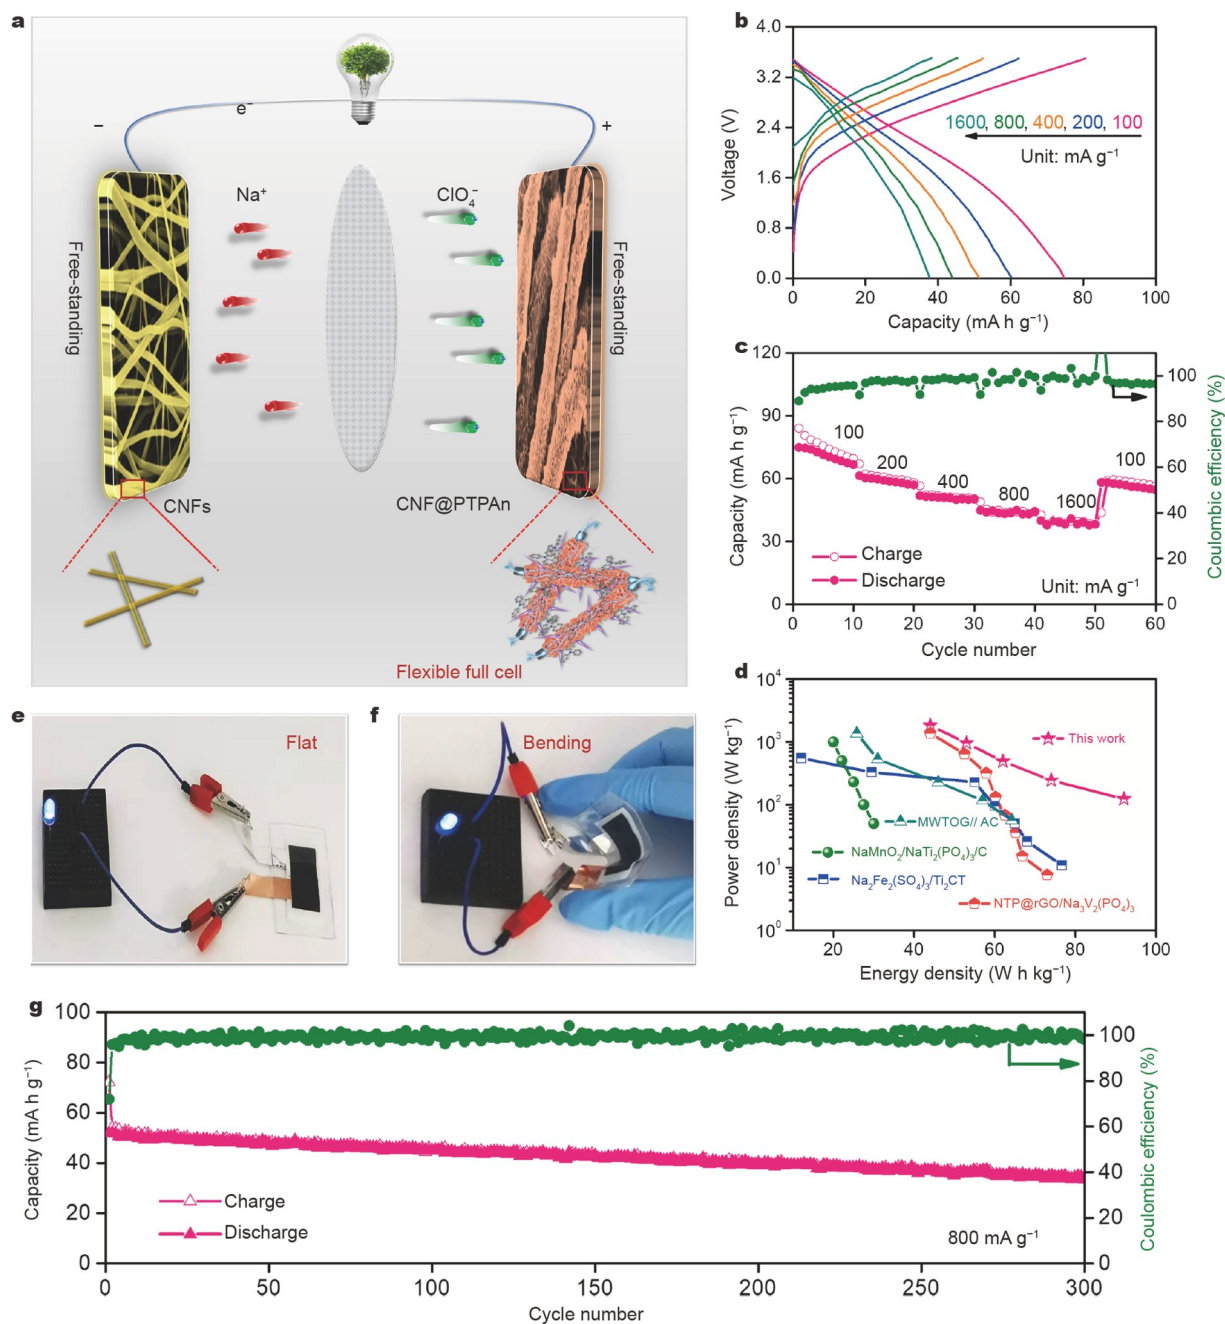 a
e⁻
−
+
Na⁺
ClO₄⁻
Free-standing
Free-standing
CNFs
CNF@PTPAn
Flexible full cell
b
4.0
3.2
2.4
1.6
0.8
0.0
Voltage (V)
1600, 800, 400, 200, 100
Unit: mA g⁻¹
0 20 40 60 80 100
Capacity (mA h g⁻¹)
c
120
90
60
30
0
Capacity (mA h g⁻¹)
100
200
400
800
1600
100
Charge
Discharge
Unit: mA g⁻¹
100
80
60
40
20
0
Coulombic efficiency (%)
0 10 20 30 40 50 60
Cycle number
d
10⁴
10³
10²
10¹
10⁰
Power density (W kg⁻¹)
This work
MWTOG// AC
NaMnO₂/NaTi₂(PO₄)₃/C
Na₂Fe₂(SO₄)₃/Ti₂CT
NTP@rGO/Na₃V₂(PO₄)₃
20 40 60 80 100
Energy density (W h kg⁻¹)
e
Flat
f
Bending
g
100
80
60
40
20
0
Capacity (mA h g⁻¹)
Charge
Discharge
800 mA g⁻¹
100
80
60
40
20
0
Coulombic efficiency (%)
0 50 100 150 200 250 300
Cycle number